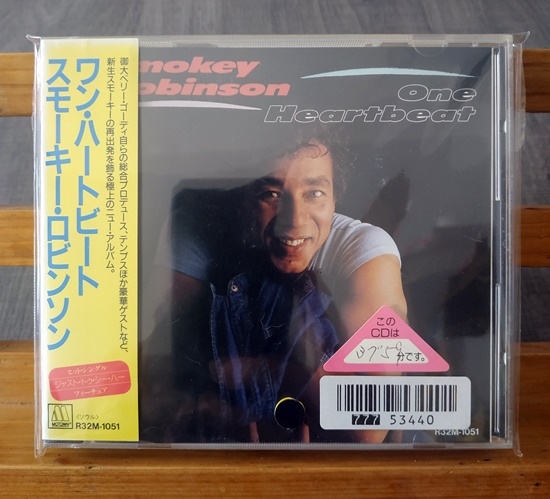 ワン・ハートビート
スモーキー・ロビンソン
御大ベリー・ゴーディ自らの総合プロデュース、テンプスほか豪華ゲストなど、
新生スモーキーの再出発を飾る極上のニュー・アルバム。
ヒット・シングル
ジャスト・トゥ・シー・ハー
フィーチュア
MOTOWN
〈ソウル〉
R32M-1051
mokey
obinson
One
Heartbeat
この
CDは
分です。
777 53440
R32M-1051